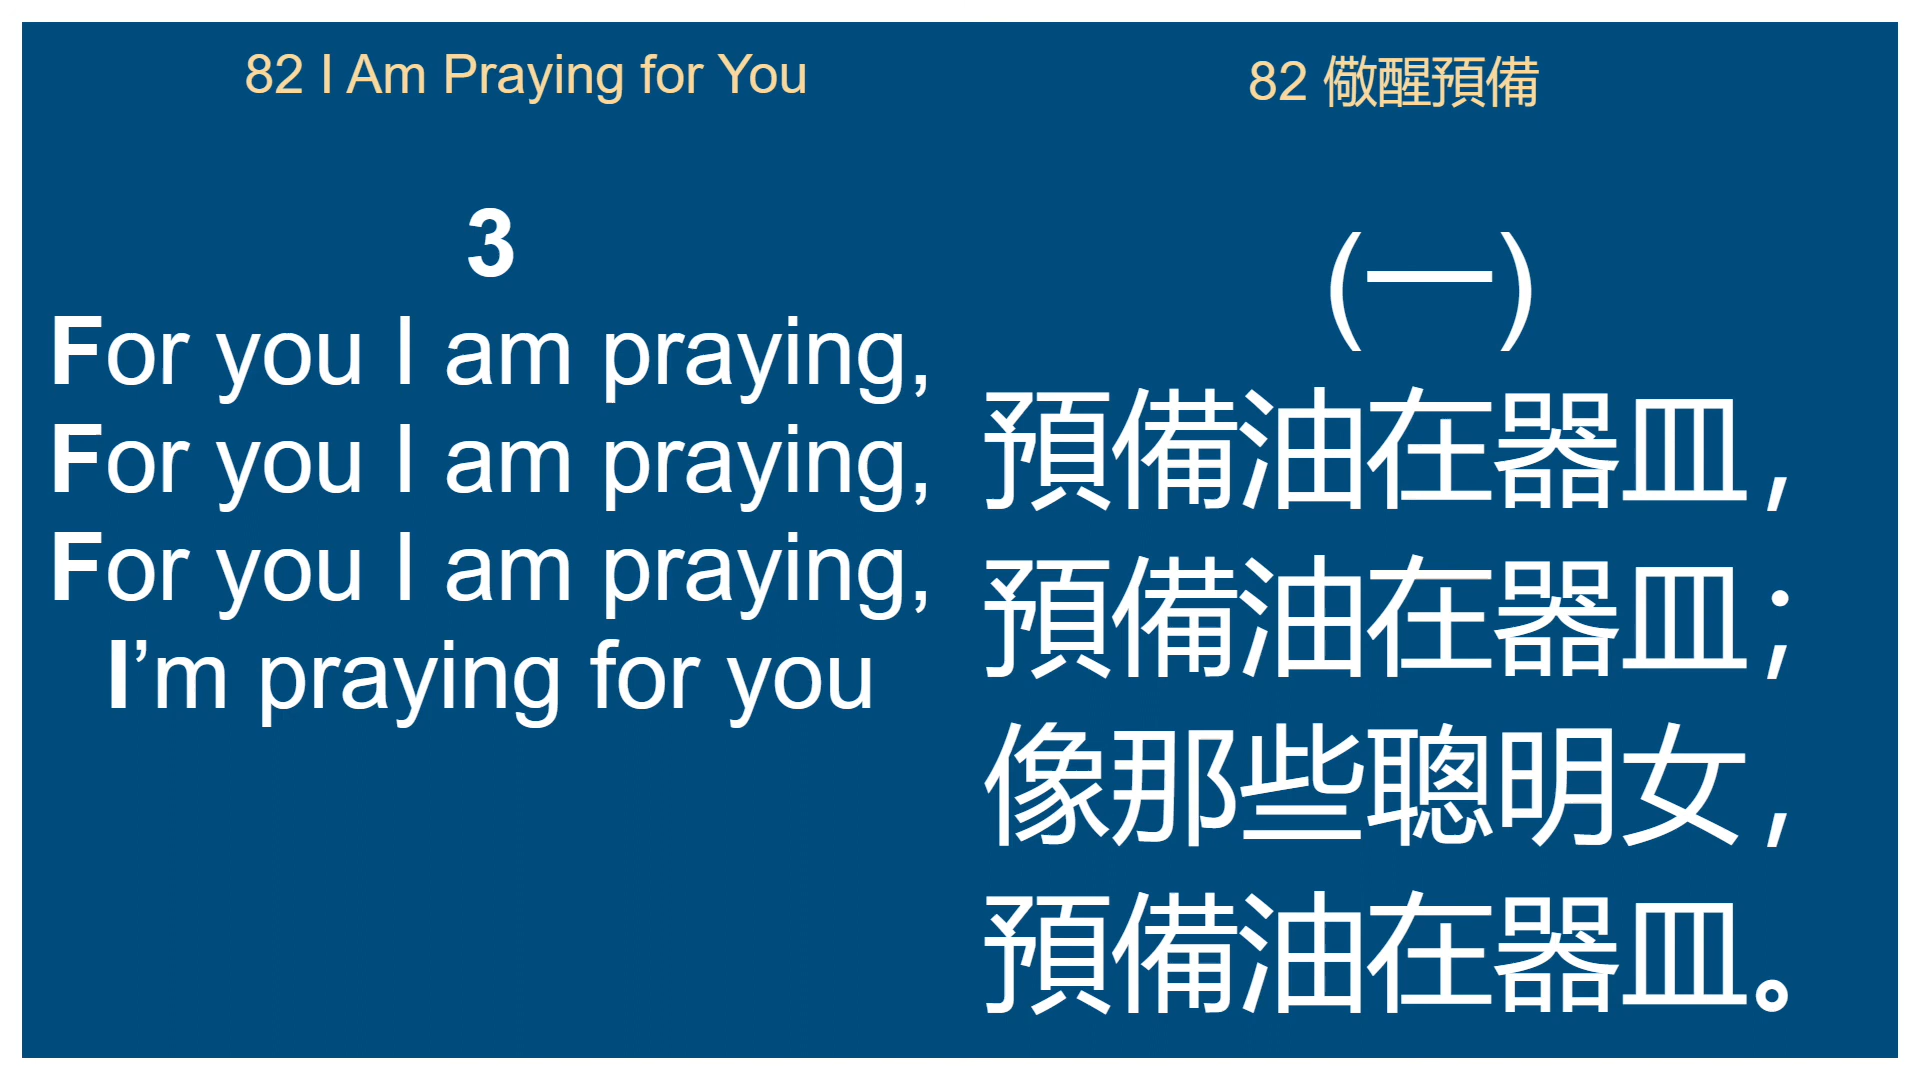 82 I Am Praying for You
3
For you I am praying,
For you I am praying,
For you I am praying,
I’m praying for you
82 儆醒預備
(一)
預備油在器皿,
預備油在器皿;
像那些聰明女,
預備油在器皿。